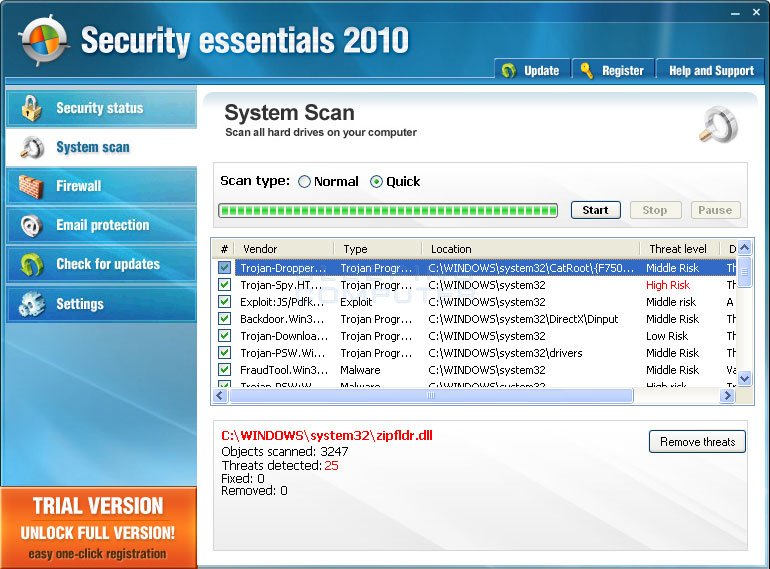 Security essentials 2010
Update Register Help and Support
Security status
System scan
Firewall
Email protection
Check for updates
Settings
TRIAL VERSION
UNLOCK FULL VERSION!
easy one-click registration
System Scan
Scan all hard drives on your computer
Scan type: Normal Quick
Start Stop Pause
# Vendor Type Location Threat level D
Trojan-Dropper... Trojan Progr... C:\WINDOWS\system32\CatRoot\{F750... Middle Risk Th
Trojan-Spy.HT... Trojan Progr... C:\WINDOWS\system32 High Risk Th
Exploit:JS/Pdfk... Exploit C:\WINDOWS\system32 Middle risk A
Backdoor.Win3... Trojan Progr... C:\WINDOWS\system32\DirectX\Dinput Middle Risk Th
Trojan-Downloa... Trojan Progr... C:\WINDOWS\system32 Low Risk Th
Trojan-PSW.Wi... Trojan Progr... C:\WINDOWS\system32\drivers Middle Risk Th
FraudTool.Win3... Malware C:\WINDOWS\system32 Middle Risk Va
Trojan-PSW.W... Malware C:\WINDOWS\system32 High risk Tr
C:\WINDOWS\system32\zipfldr.dll
Remove threats
Objects scanned: 3247
Threats detected: 25
Fixed: 0
Removed: 0